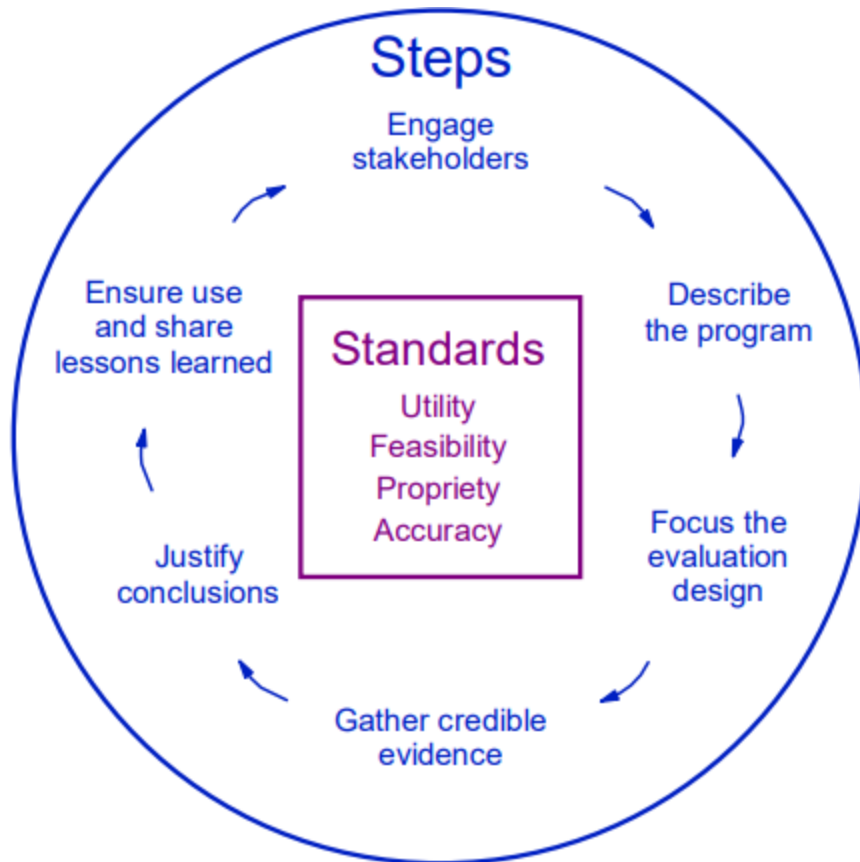 Steps
Engage
stakeholders
Describe
the program
Focus the
evaluation
design
Gather credible
evidence
Justify
conclusions
Ensure use
and share
lessons learned
Standards
Utility
Feasibility
Propriety
Accuracy